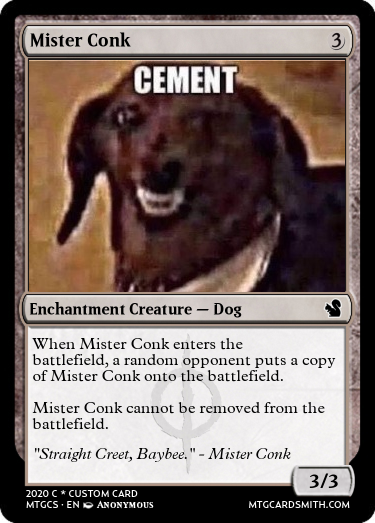 Mister Conk 3
CEMENT
Enchantment Creature — Dog
When Mister Conk enters the
battlefield, a random opponent puts a copy
of Mister Conk onto the battlefield.
Mister Conk cannot be removed from the
battlefield.
"Straight Creet, Baybee." - Mister Conk
3/3
2020 C * CUSTOM CARD
MTGCS • EN ANONYMOUS
MTGCARDSMITH.COM